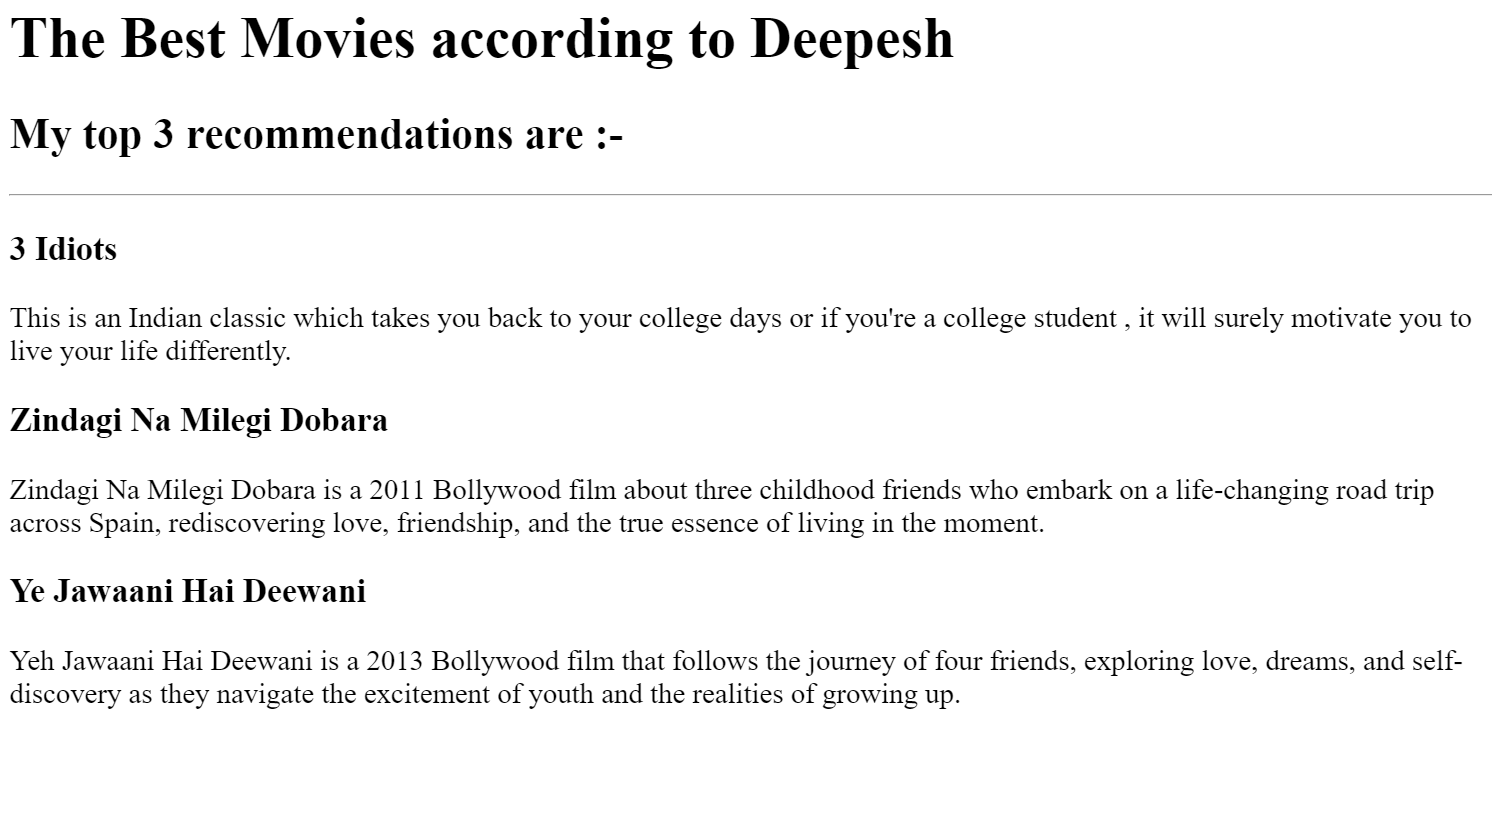 The Best Movies according to Deepesh
My top 3 recommendations are :-
3 Idiots
This is an Indian classic which takes you back to your college days or if you're a college student , it will surely motivate you to
live your life differently.
Zindagi Na Milegi Dobara
Zindagi Na Milegi Dobara is a 2011 Bollywood film about three childhood friends who embark on a life-changing road trip
across Spain, rediscovering love, friendship, and the true essence of living in the moment.
Ye Jawaani Hai Deewani
Yeh Jawaani Hai Deewani is a 2013 Bollywood film that follows the journey of four friends, exploring love, dreams, and self-
discovery as they navigate the excitement of youth and the realities of growing up.